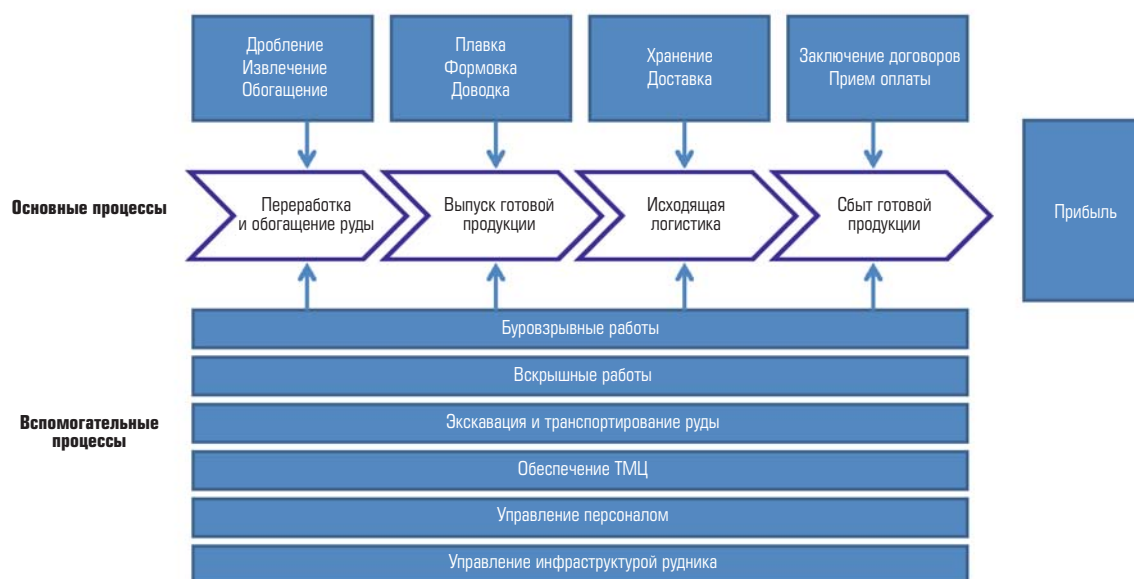 Дробление
Извлечение
Обогащение
Плавка
Формовка
Доводка
Хранение
Доставка
Заключение договоров
Прием оплаты
Основные процессы
Переработка
и обогащение руды
Выпуск готовой
продукции
Исходящая
логистика
Сбыт готовой
продукции
Прибыль
Вспомогательные
процессы
Буровзрывные работы
Вскрышные работы
Экскавация и транспортирование руды
Обеспечение ТМЦ
Управление персоналом
Управление инфраструктурой рудника